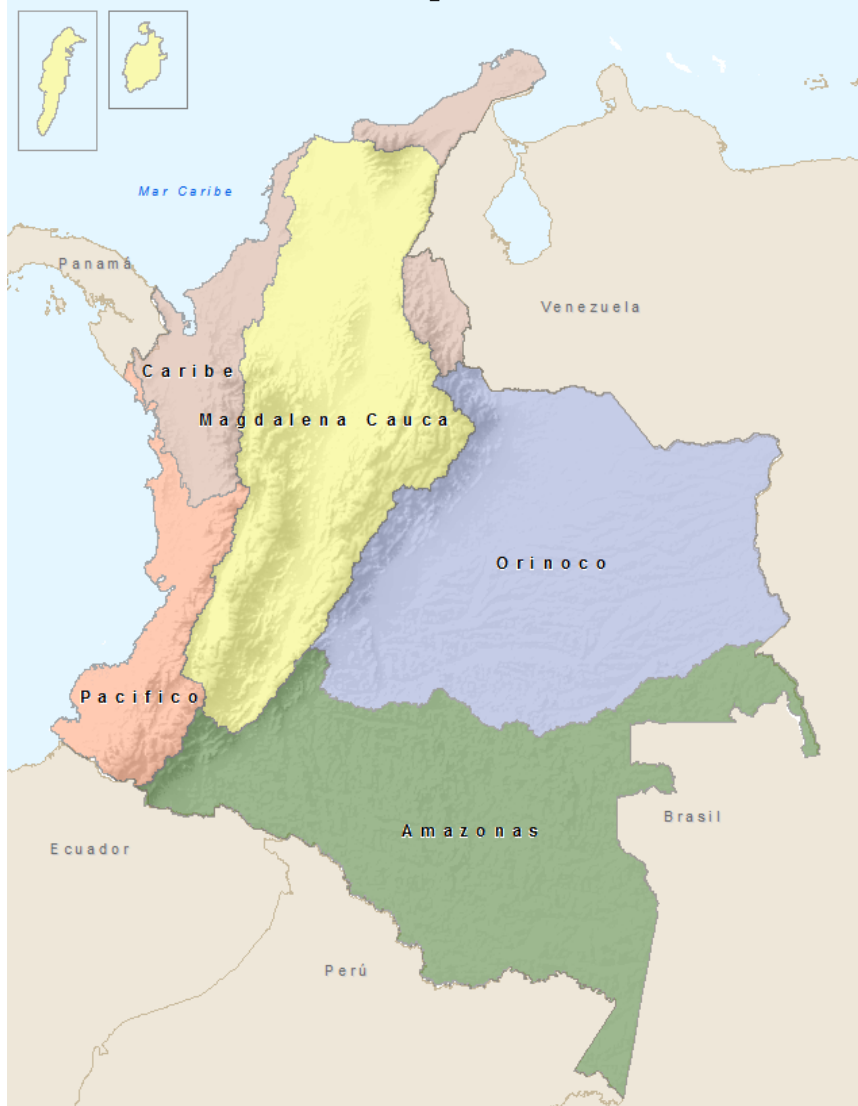 Mar Caribe
Panamá
Venezuela
Caribe
Magdalena Cauca
Orinoco
Pacifico
Amazonas
Brasil
Ecuador
Perú